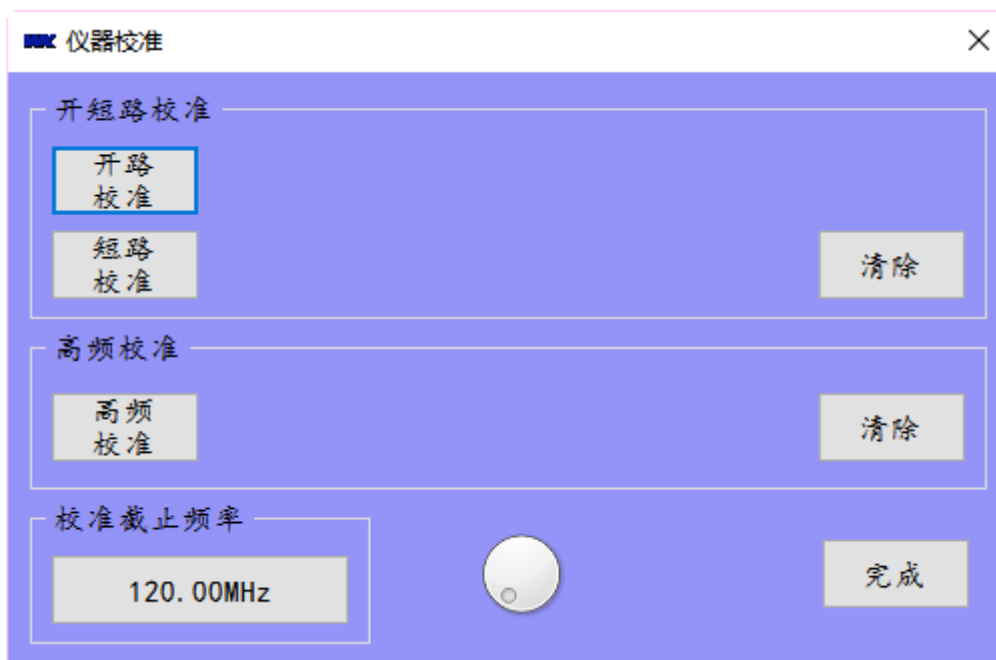 WK 仪器校准
开短路校准
开路
校准
短路
校准
清除
高频校准
高频
校准
清除
校准截止频率
120.00MHz
完成